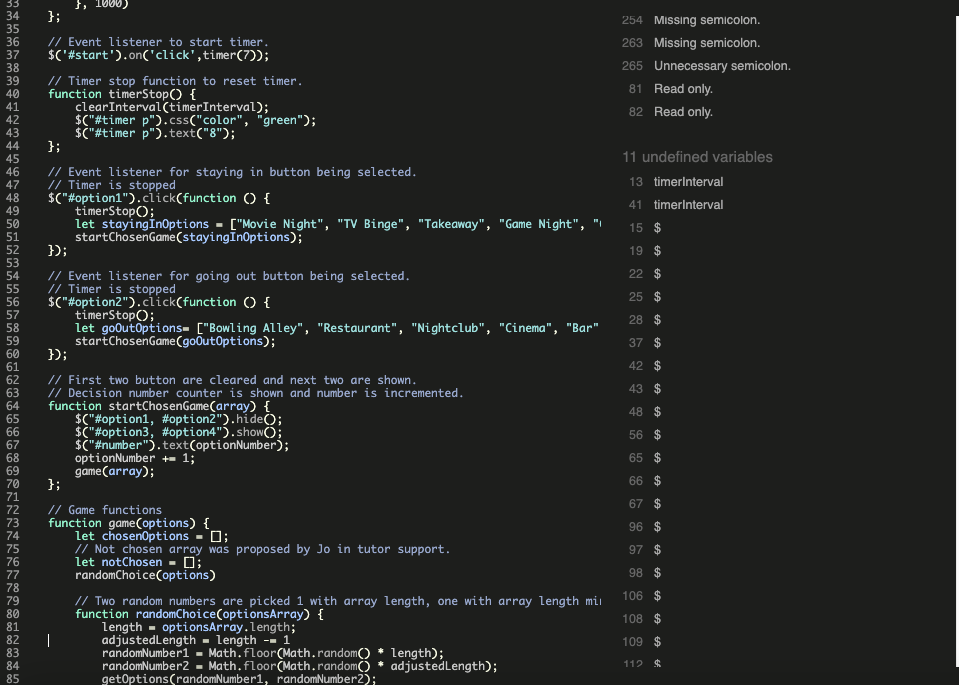 33 }, 1000)
34 };
35
36 // Event listener to start timer.
37 $('#start').on('click',timer(7));
38
39 // Timer stop function to reset timer.
40 function timerStop() {
41 clearInterval(timerInterval);
42 $("#timer p").css("color", "green");
43 $("#timer p").text("8");
44 };
45
46 // Event listener for staying in button being selected.
47 // Timer is stopped
48 $("#option1").click(function () {
49 timerStop();
50 let stayingInOptions = ["Movie Night", "TV Binge", "Takeaway", "Game Night", "
51 startChosenGame(stayingInOptions);
52 });
53
54 // Event listener for going out button being selected.
55 // Timer is stopped
56 $("#option2").click(function () {
57 timerStop();
58 let goOutOptions= ["Bowling Alley", "Restaurant", "Nightclub", "Cinema", "Bar"
59 startChosenGame(goOutOptions);
60 });
61
62 // First two button are cleared and next two are shown.
63 // Decision number counter is shown and number is incremented.
64 function startChosenGame(array) {
65 $("#option1, #option2").hide();
66 $("#option3, #option4").show();
67 $("#number").text(optionNumber);
68 optionNumber += 1;
69 game(array);
70 };
71
72 // Game functions
73 function game(options) {
74 let chosenOptions = [];
75 // Not chosen array was proposed by Jo in tutor support.
76 let notChosen = [];
77 randomChoice(options)
78
79 // Two random numbers are picked 1 with array length, one with array length
80 function randomChoice(optionsArray) {
81 length = optionsArray.length;
82 adjustedLength = length -= 1
83 randomNumber1 = Math.floor(Math.random() * length);
84 randomNumber2 = Math.floor(Math.random() * adjustedLength);
85 getOptions(randomNumber1, randomNumber2);
254 Missing semicolon.
263 Missing semicolon.
265 Unnecessary semicolon.
81 Read only.
82 Read only.
11 undefined variables
13 timerInterval
41 timerInterval
15 $
19 $
22 $
25 $
28 $
37 $
42 $
43 $
48 $
56 $
65 $
66 $
67 $
96 $
97 $
98 $
106 $
108 $
109 $
112 $